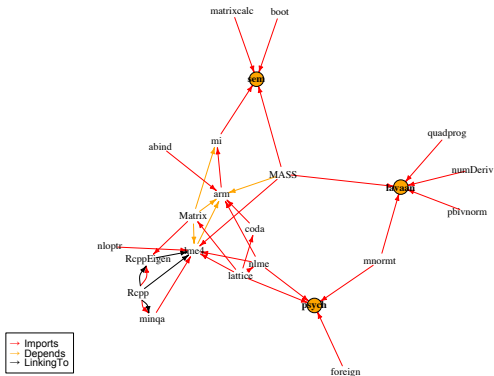 matrixcalc
boot
sem
quadprog
mi
abind
numDeriv
MASS
lavaan
arm
pbivnorm
Matrix
coda
nloptr
lme4
RcppEigen
nlme
mnormt
lattice
Rcpp
psych
minqa
Imports
Depends
LinkingTo
foreign